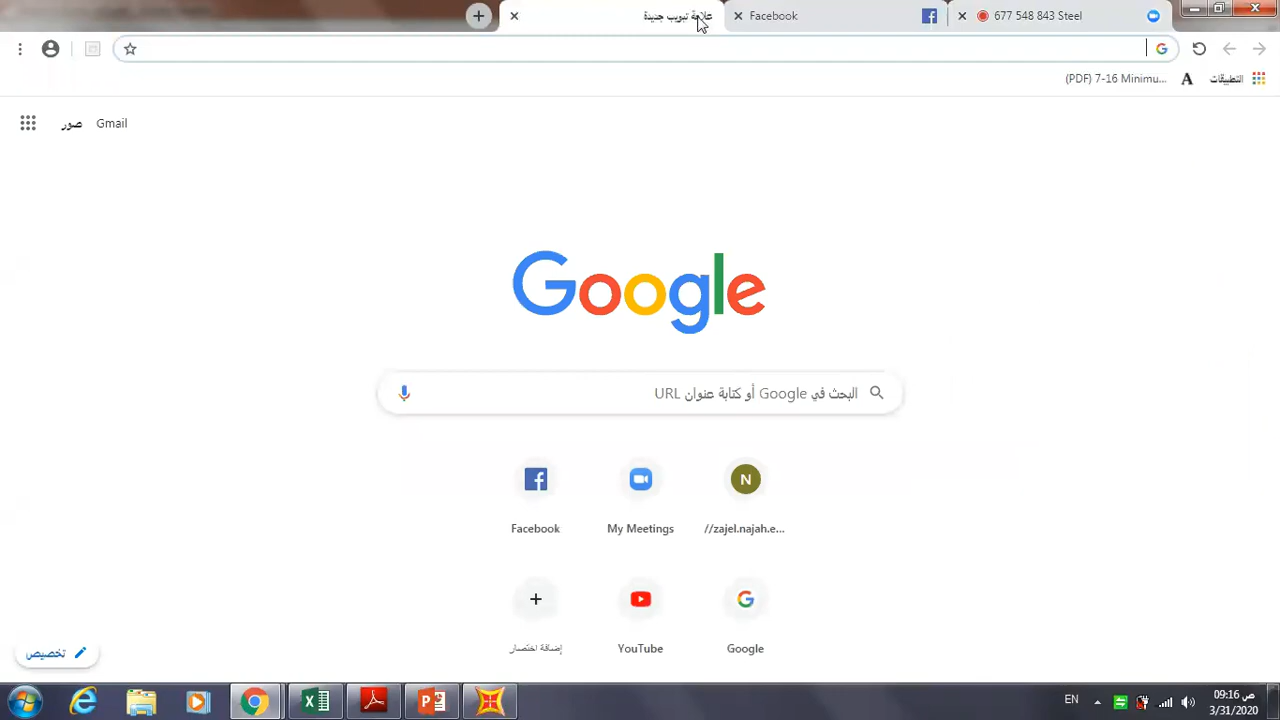 677 548 843 Steel
Facebook
علامة تبويب جديدة
التطبيقات
(PDF) 7-16 Minimu...
Gmail
صور
Google
البحث في Google أو كتابة عنوان URL
Facebook
My Meetings
//zajel.najah.e...
إضافة اختصار
YouTube
Google
تخصيص
EN
09:16 ص
3/31/2020